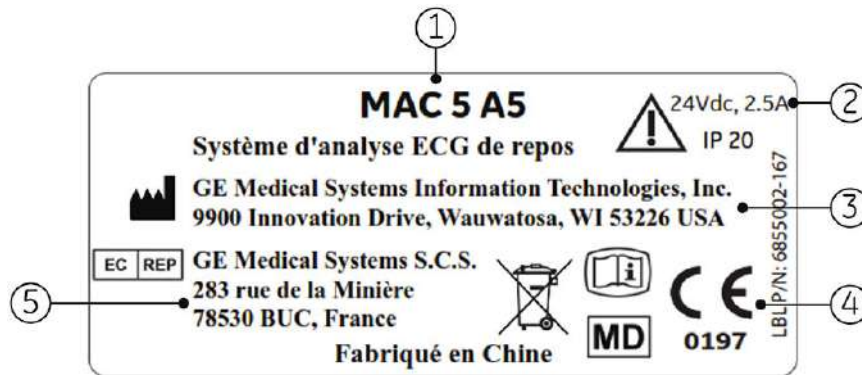 1
MAC 5 A5
24Vdc, 2.5A
2
IP 20
Système d'analyse ECG de repos
GE Medical Systems Information Technologies, Inc.
9900 Innovation Drive, Wauwatosa, WI 53226 USA
3
EC REP
GE Medical Systems S.C.S.
283 rue de la Minière
78530 BUC, France
5
i
MD
CE
0197
4
Fabriqué en Chine
LBL P/N: 6855002-167